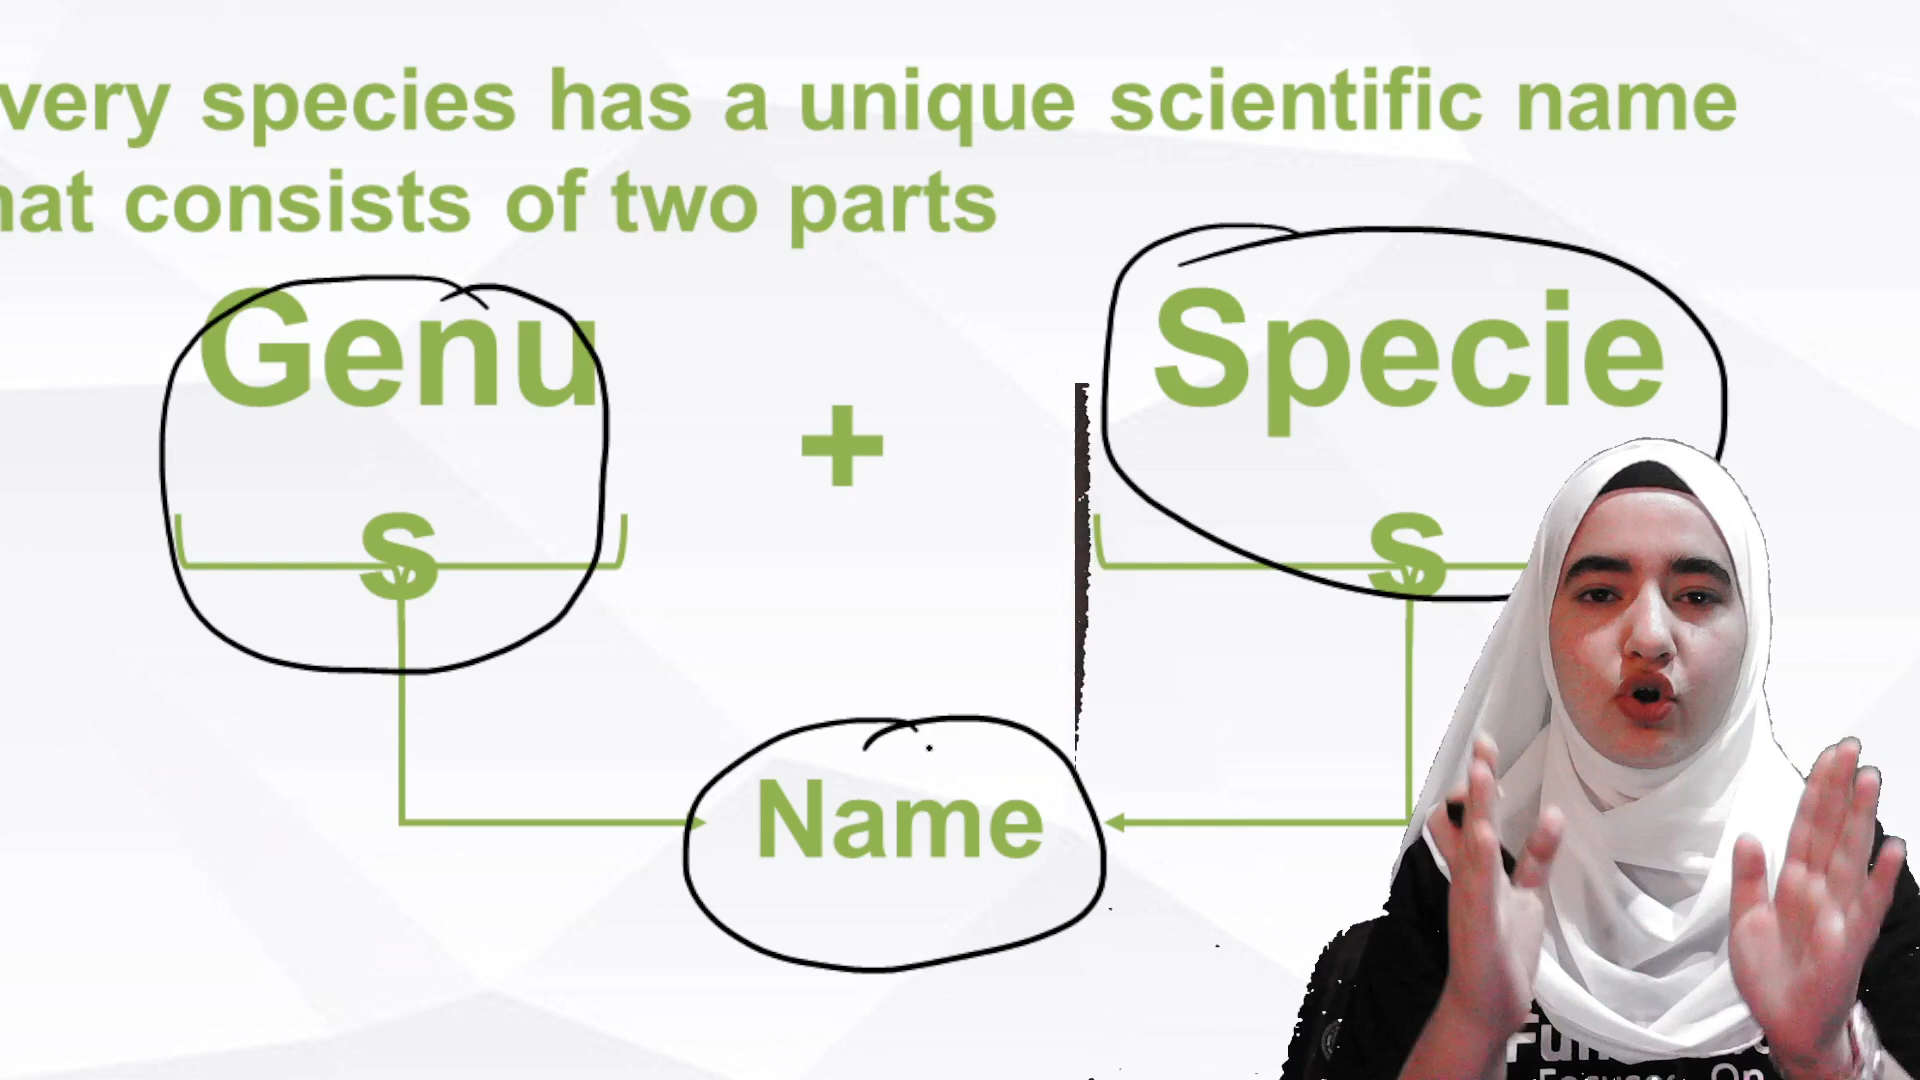 very species has a unique scientific name
hat consists of two parts
Genu
s
+
Specie
s
Name